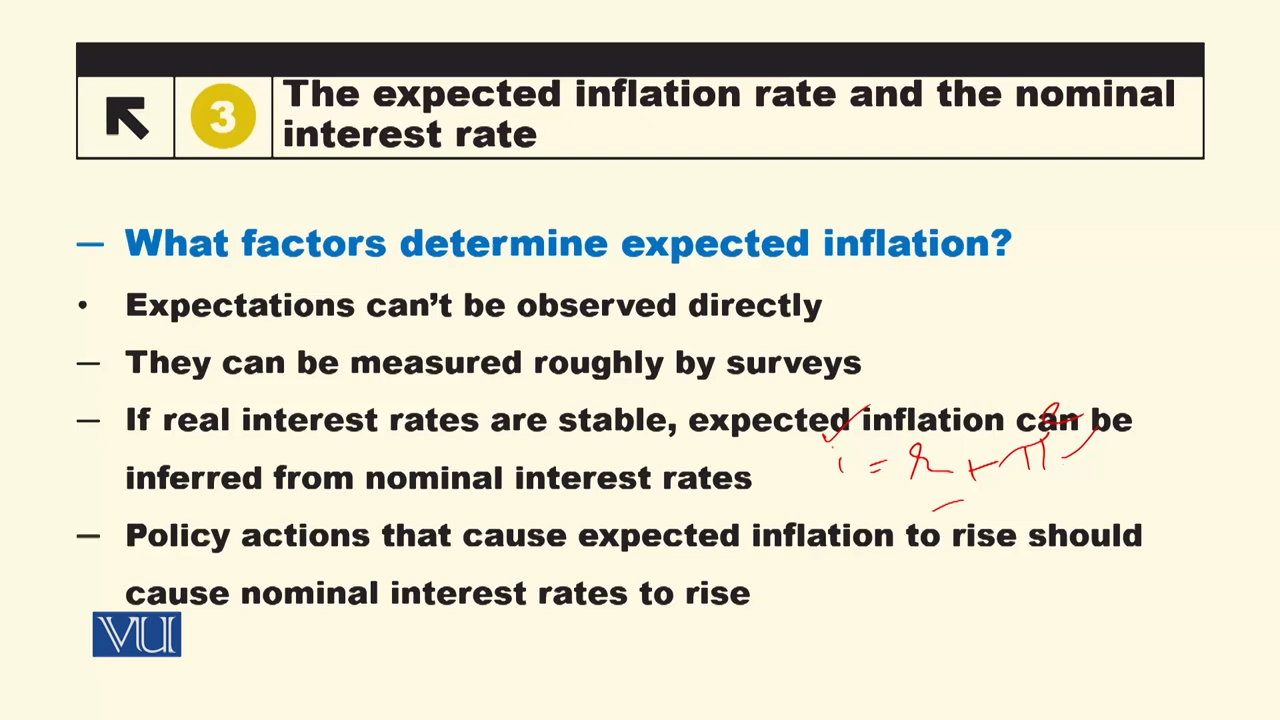 3
The expected inflation rate and the nominal
interest rate
— What factors determine expected inflation?
• Expectations can’t be observed directly
— They can be measured roughly by surveys
— If real interest rates are stable, expected inflation can be
i = r + π^e
inferred from nominal interest rates
— Policy actions that cause expected inflation to rise should
cause nominal interest rates to rise
VU